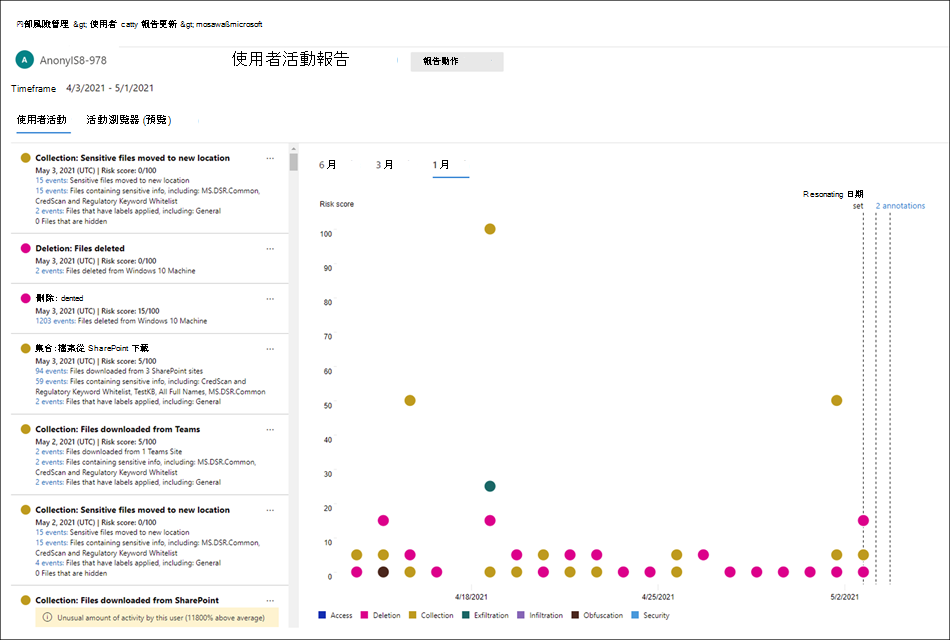 內部風險管理 &gt; 使用者 catty 報告更新 &gt; mosawaßmicrosoft
A AnonyIS8-978
使用者活動報告
報告動作
Timeframe 4/3/2021 - 5/1/2021
使用者活動 活動瀏覽器 (預覽)
Collection: Sensitive files moved to new location
May 3, 2021 (UTC) | Risk score: 0/100
15 events: Sensitive files moved to new location
15 events: Files containing sensitive info, including: MS.DSR.Common,
CredScan and Regulatory Keyword Whitelist
2 events: Files that have labels applied, including: General
0 Files that are hidden
Deletion: Files deleted
May 3, 2021 (UTC) | Risk score: 0/100
2 events: Files deleted from Windows 10 Machine
刪除: dented
May 3, 2021 (UTC) | Risk score: 15/100
1203 events: Files deleted from Windows 10 Machine
集合:檔案從 SharePoint 下載
May 3, 2021 (UTC) | Risk score: 5/100
94 events: Files downloaded from 3 SharePoint sites
59 events: Files containing sensitive info, including: CredScan and
Regulatory Keyword Whitelist, TestKB, All Full Names, MS.DSR.Common
2 events: Files that have labels applied, including: General
Collection: Files downloaded from Teams
May 2, 2021 (UTC) | Risk score: 5/100
2 events: Files downloaded from 1 Teams Site
2 events: Files containing sensitive info, including: MS.DSR.Common,
CredScan and Regulatory Keyword Whitelist
2 events: Files that have labels applied, including: General
Collection: Sensitive files moved to new location
May 2, 2021 (UTC) | Risk score: 0/100
15 events: Sensitive files moved to new location
15 events: Files containing sensitive info, including: MS.DSR.Common,
CredScan and Regulatory Keyword Whitelist
4 events: Files that have labels applied, including: General
0 Files that are hidden
Collection: Files downloaded from SharePoint
Unusual amount of activity by this user (11800% above average)
6 月 3 月 1 月
Risk score
Resonating 日期
set 2 annotations
100
90
80
70
60
50
40
30
20
10
0
4/18/2021 4/25/2021 5/2/2021
Access Deletion Collection Exfiltration Infiltration Obfuscation Security